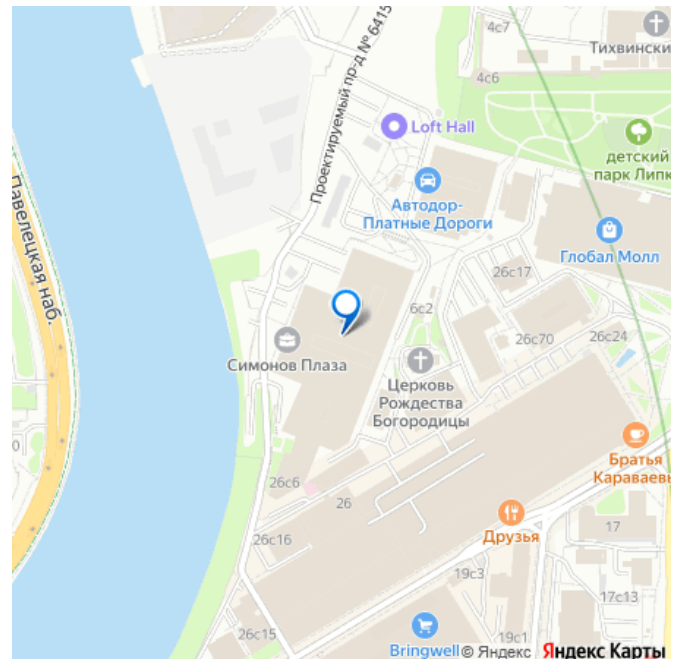 4с7
Тихвински
4с6
Проектируемый пр-д № 6415
Loft Hall
детский
парк Липк
Автодор-
Платные Дороги
Павелецкая наб.
Глобал Молл
26с17
6с2
26с70
26с24
Симонов Плаза
Церковь
Рождества
Богородицы
Братья
Караваевы
26с6
26
Друзья
17
26с16
19с3
17с13
26с15
19с1
Bringwell
© Яндекс
Яндекс Карты